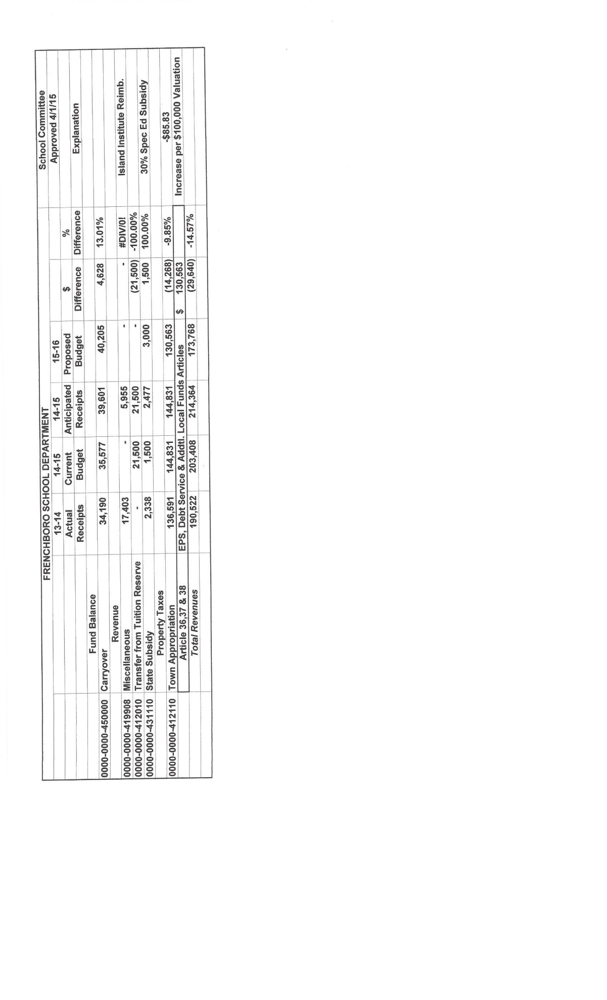 FRENCHBORO SCHOOL DEPARTMENT School Committee
13-14 14-15 14-15 15-16 Approved 4/1/15
Actual Current Anticipated Proposed $ %
Receipts Budget Receipts Budget Difference Difference Explanation
Fund Balance
0000-0000-450000 Carryover 34,190 35,577 39,601 40,205 4,628 13.01%
Revenue
0000-0000-419908 Miscellaneous 17,403 - 5,955 - - #DIV/0! Island Institute Reimb.
0000-0000-412010 Transfer from Tuition Reserve - 21,500 21,500 - (21,500) -100.00%
0000-0000-431110 State Subsidy 2,338 1,500 2,477 3,000 1,500 100.00% 30% Spec Ed Subsidy
Property Taxes
0000-0000-412110 Town Appropriation 136,591 144,831 144,831 130,563 (14,268) -9.85% -$85.83
Article 36,37 & 38 EPS, Debt Service & Addtl. Local Funds Articles $ 130,563 Increase per $100,000 Valuation
Total Revenues 190,522 203,408 214,364 173,768 (29,640) -14.57%